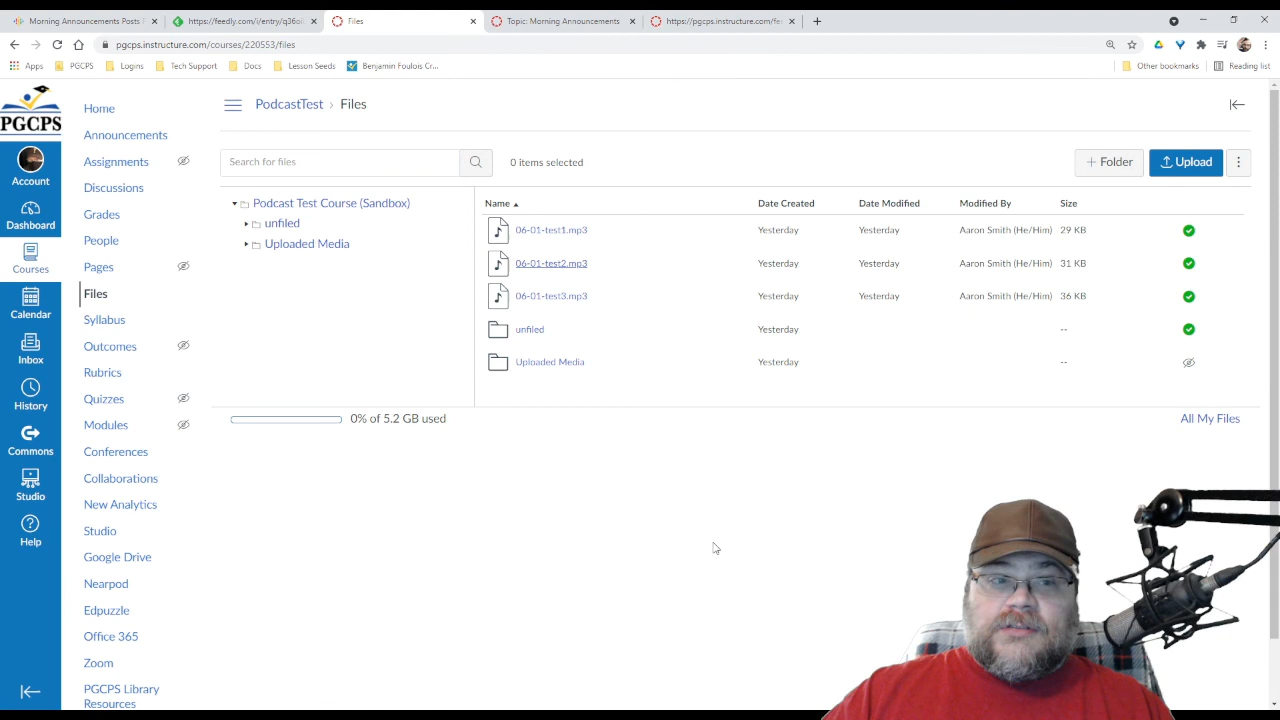 Morning Announcements Posts F
https://feedly.com/i/entry/q36oi
Files
Topic: Morning Announcements
https://pgcps.instructure.com/fe
pgcps.instructure.com/courses/220553/files
Apps PGCPS Logins Tech Support Docs Lesson Seeds Benjamin Foulois Cr... Other bookmarks Reading list
PGCPS
Account
Dashboard
Courses
Calendar
Inbox
History
Commons
Studio
Help
Home
Announcements
Assignments
Discussions
Grades
People
Pages
Files
Syllabus
Outcomes
Rubrics
Quizzes
Modules
Conferences
Collaborations
New Analytics
Studio
Google Drive
Nearpod
Edpuzzle
Office 365
Zoom
PGCPS Library
Resources
PodcastTest › Files
Search for files
0 items selected
+ Folder
Upload
Podcast Test Course (Sandbox)
unfiled
Uploaded Media
Name Date Created Date Modified Modified By Size
06-01-test1.mp3 Yesterday Yesterday Aaron Smith (He/Him) 29 KB
06-01-test2.mp3 Yesterday Yesterday Aaron Smith (He/Him) 31 KB
06-01-test3.mp3 Yesterday Yesterday Aaron Smith (He/Him) 36 KB
unfiled Yesterday --
Uploaded Media Yesterday --
0% of 5.2 GB used
All My Files